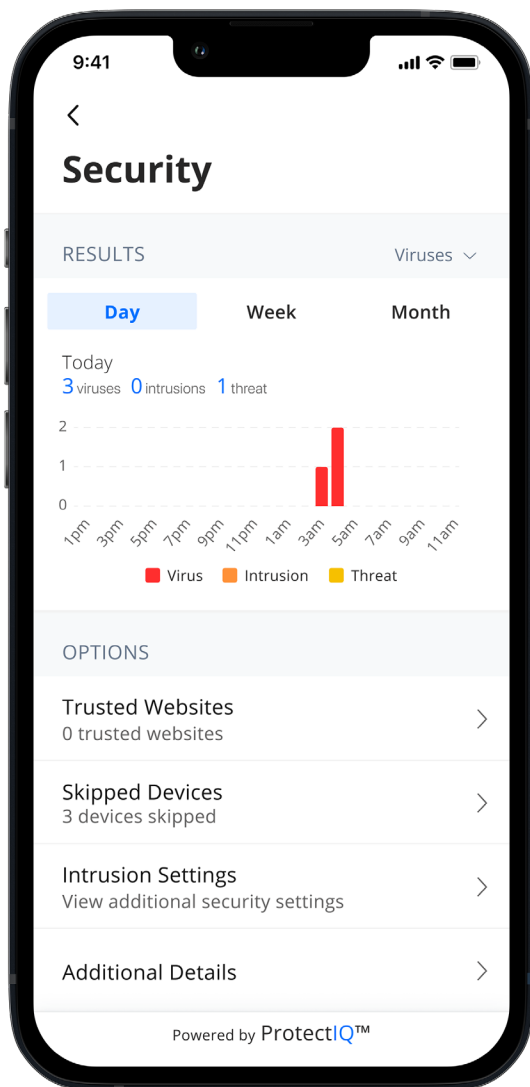 9:41
Security
RESULTS Viruses
Day Week Month
Today
3 viruses 0 intrusions 1 threat
2
1
0
1pm 3pm 5pm 7pm 9pm 11pm 1am 3am 5am 7am 9am 11am
Virus Intrusion Threat
OPTIONS
Trusted Websites
0 trusted websites
Skipped Devices
3 devices skipped
Intrusion Settings
View additional security settings
Additional Details
Powered by ProtectIQ™